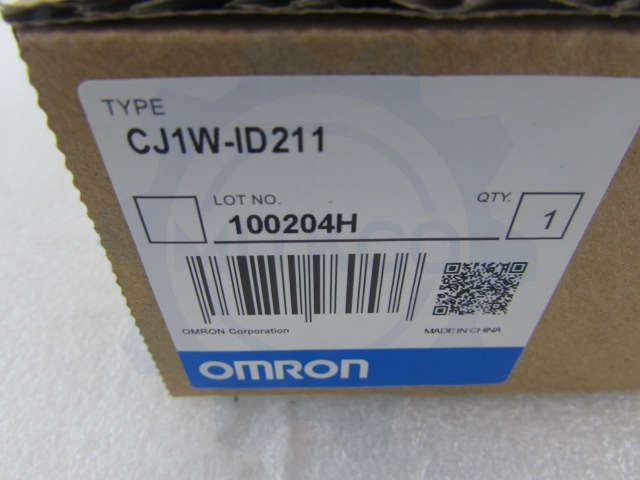 TYPE
CJ1W-ID211
LOT NO.
100204H
QTY.
1
OMRON Corporation
MADE IN CHINA
OMRON